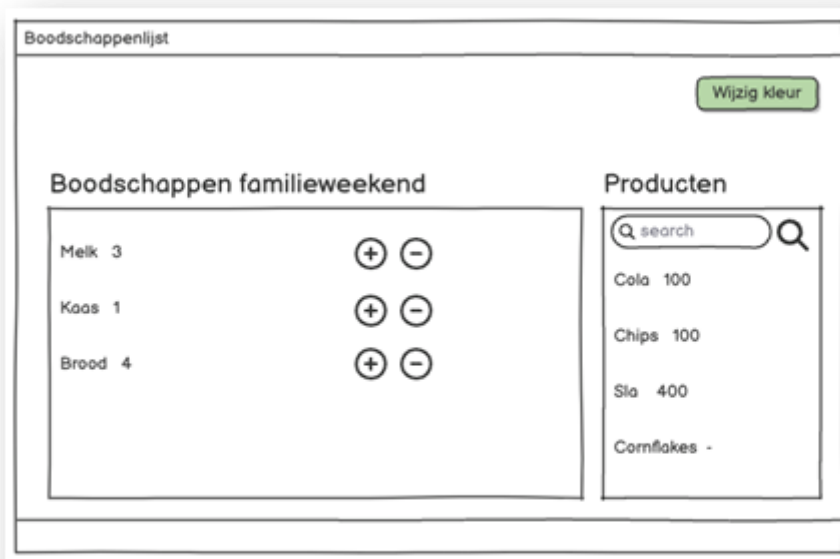 Boodschappenlijst
Wijzig kleur
Boodschappen familieweekend
Melk 3
Kaas 1
Brood 4
Producten
search
Cola 100
Chips 100
Sla 400
Cornflakes -